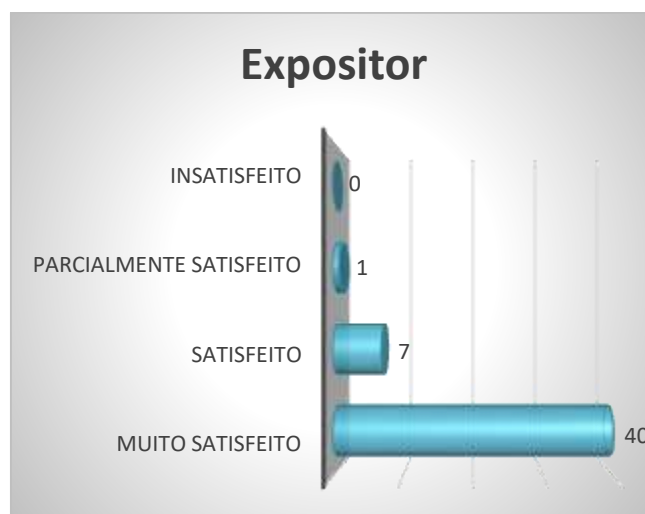 Expositor
INSATISFEITO 0
PARCIALMENTE SATISFEITO 1
SATISFEITO 7
MUITO SATISFEITO 40